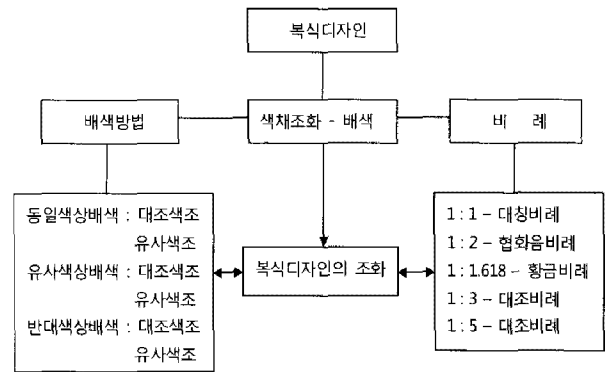 복식디자인
배색방법
색채조화 - 배색
비 례
동일색상배색 : 대조색조
유사색조
유사색상배색 : 대조색조
유사색조
반대색상배색 : 대조색조
유사색조
복식디자인의 조화
1 : 1 - 대칭비례
1 : 2 - 협화음비례
1 : 1.618 - 황금비례
1 : 3 - 대조비례
1 : 5 - 대초비례